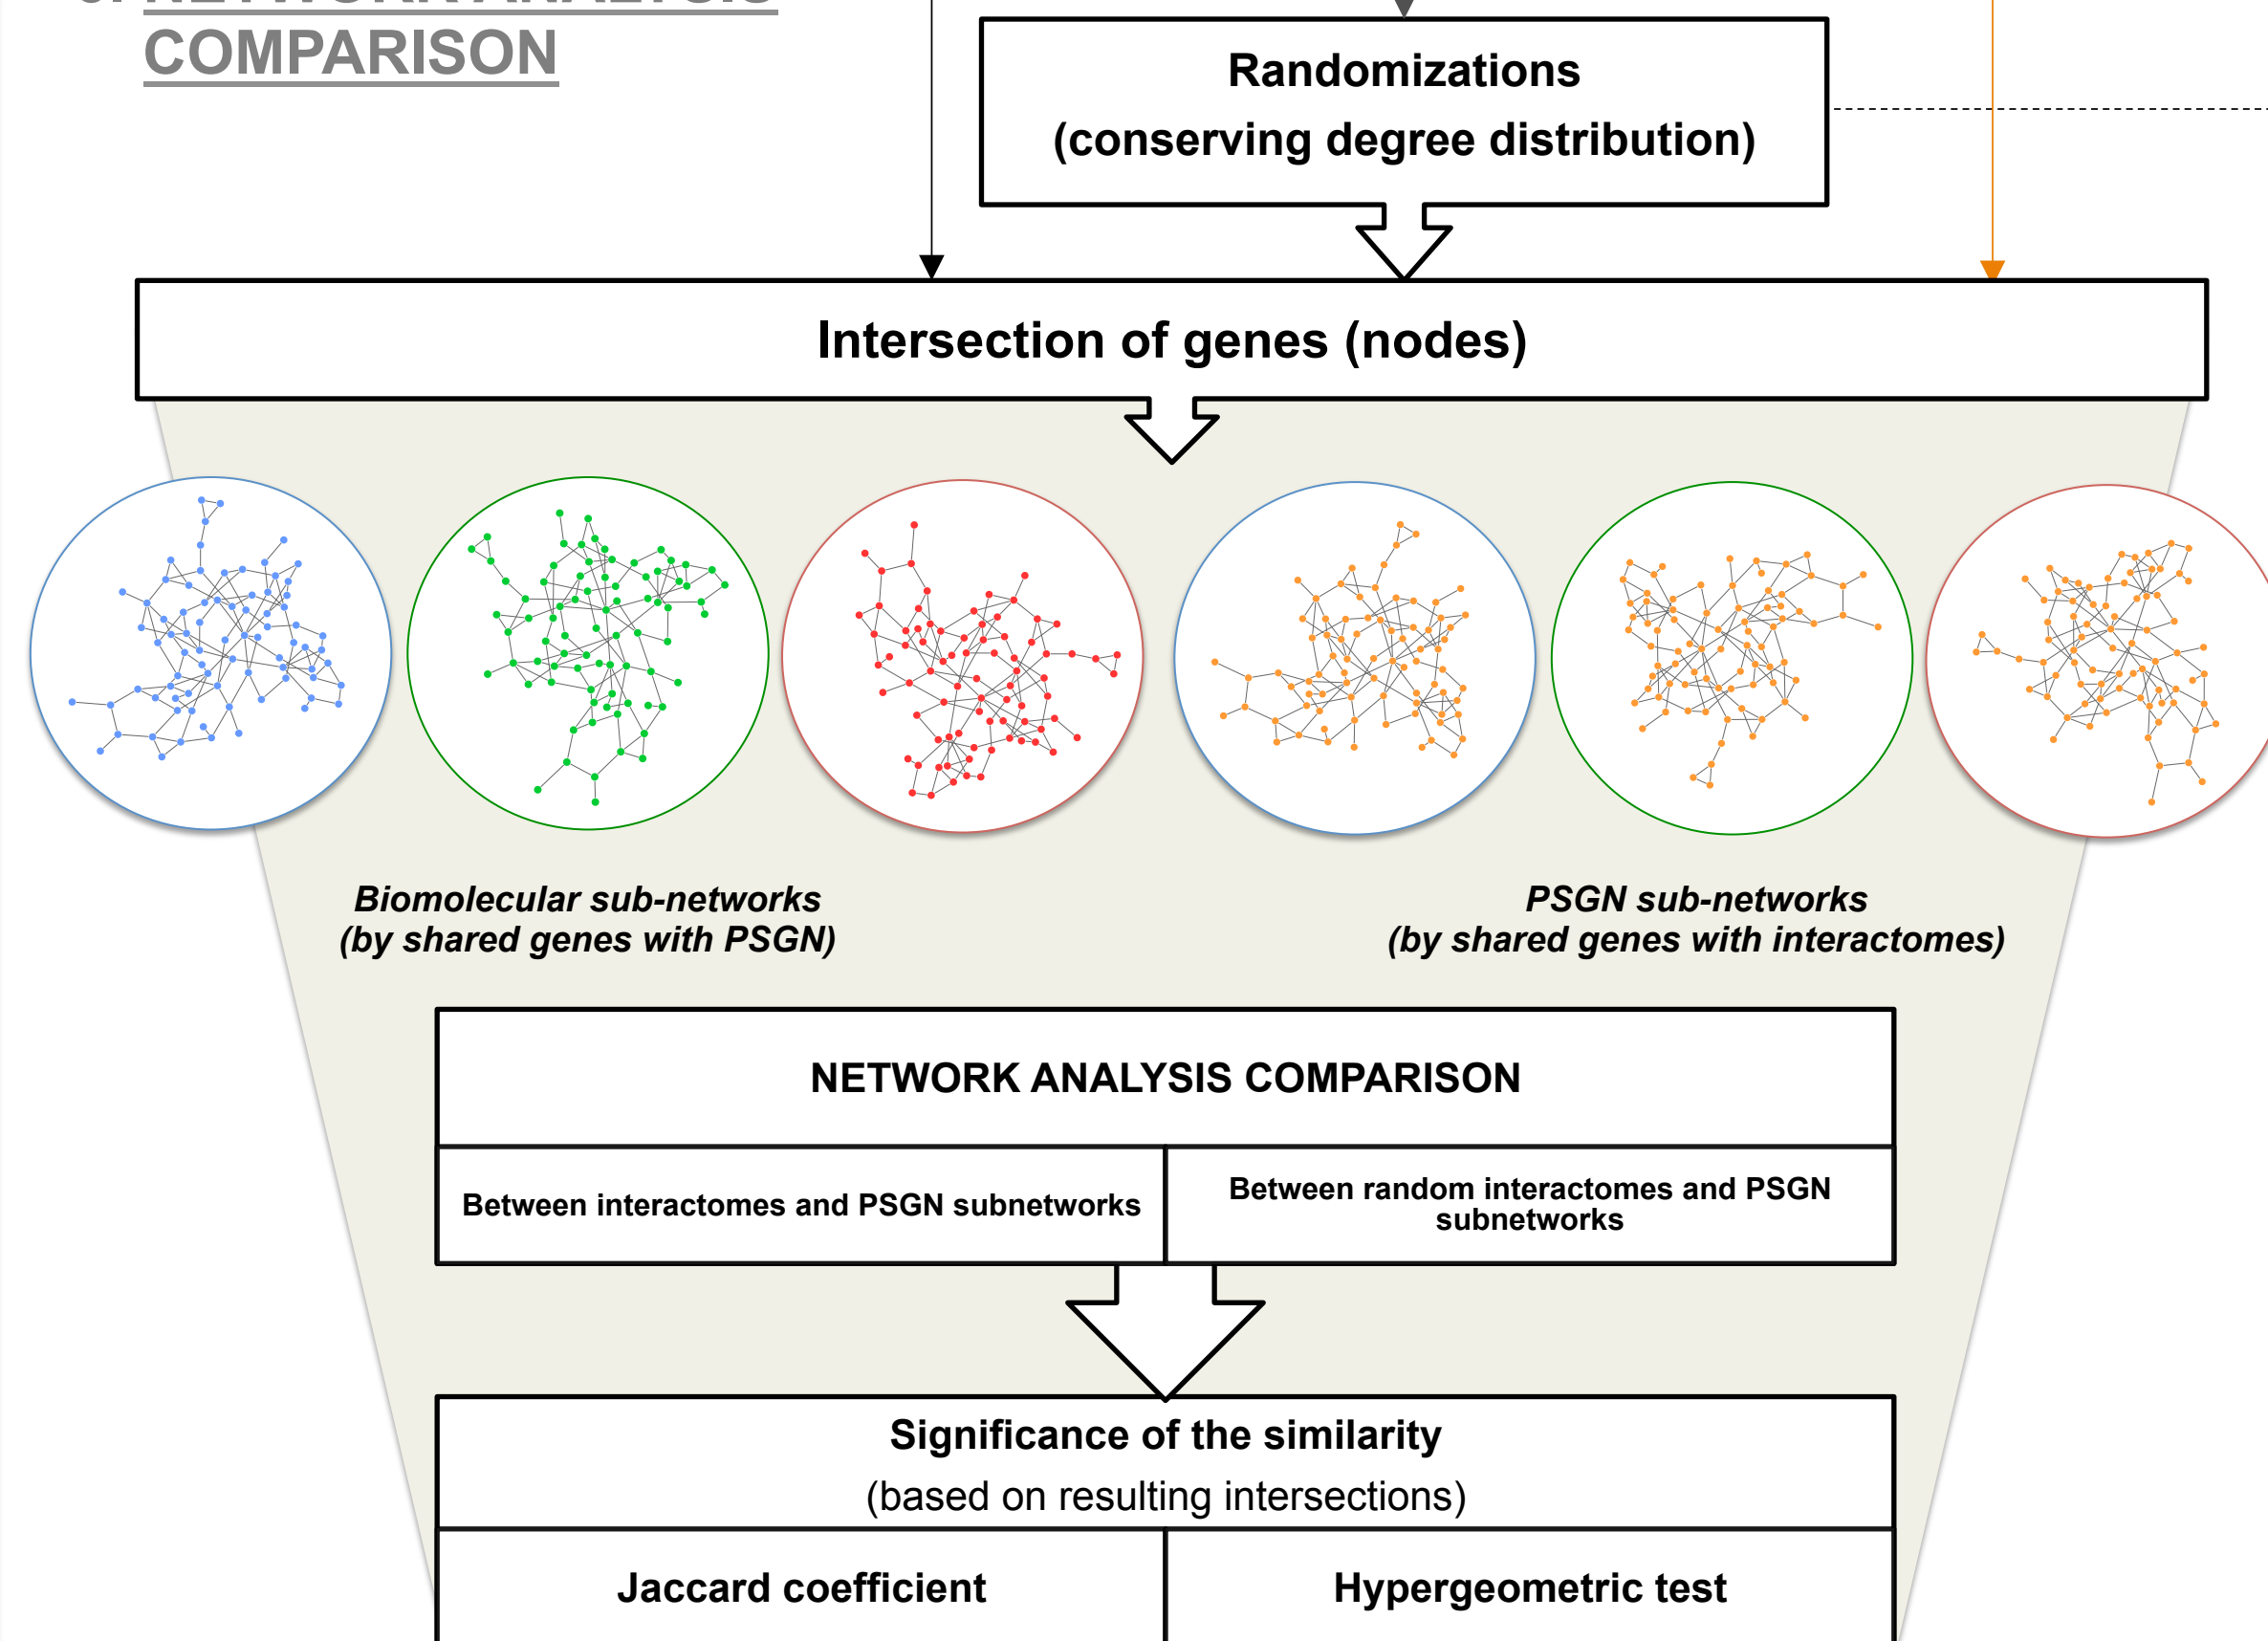 NETWORK ANALYSIS
COMPARISON
Randomizations
(conserving degree distribution)
Intersection of genes (nodes)
Biomolecular sub-networks
(by shared genes with PSGN)
PSGN sub-networks
(by shared genes with interactomes)
NETWORK ANALYSIS COMPARISON
Between interactomes and PSGN subnetworks
Between random interactomes and PSGN
subnetworks
Significance of the similarity
(based on resulting intersections)
Jaccard coefficient
Hypergeometric test